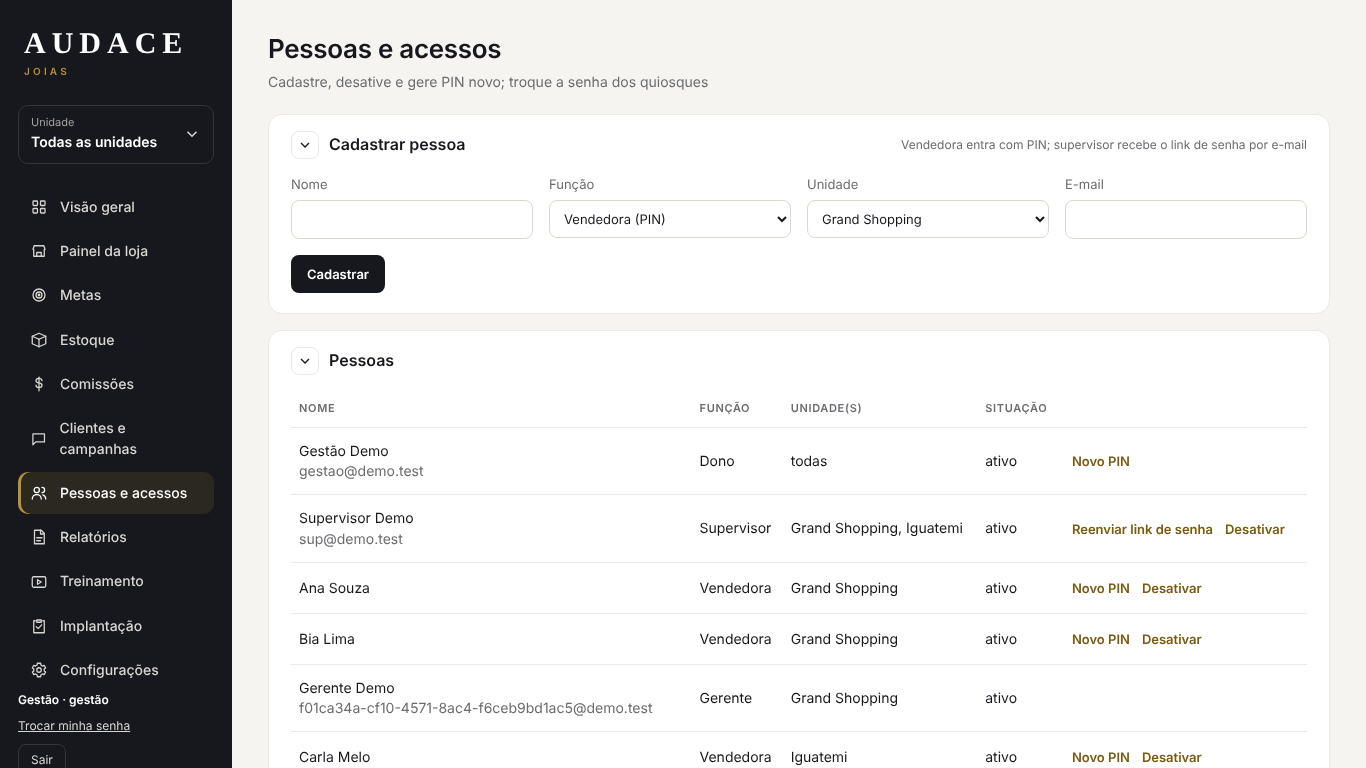 AUDACE
JOIAS
Unidade
Todas as unidades
Visão geral
Painel da loja
Metas
Estoque
Comissões
Clientes e
campanhas
Pessoas e acessos
Relatórios
Treinamento
Implantação
Configurações
Gestão · gestão
Trocar minha senha
Sair
Pessoas e acessos
Cadastre, desative e gere PIN novo; troque a senha dos quiosques
Cadastrar pessoa
Vendedora entra com PIN; supervisor recebe o link de senha por e-mail
Nome Função Unidade E-mail
Vendedora (PIN) Grand Shopping
Cadastrar
Pessoas
NOME FUNÇÃO UNIDADE(S) SITUAÇÃO
Gestão Demo
gestao@demo.test
Dono todas ativo Novo PIN
Supervisor Demo
sup@demo.test
Supervisor Grand Shopping, Iguatemi ativo Reenviar link de senha Desativar
Ana Souza Vendedora Grand Shopping ativo Novo PIN Desativar
Bia Lima Vendedora Grand Shopping ativo Novo PIN Desativar
Gerente Demo
f01ca34a-cf10-4571-8ac4-f6ceb9bd1ac5@demo.test
Gerente Grand Shopping ativo
Carla Melo Vendedora Iguatemi ativo Novo PIN Desativar